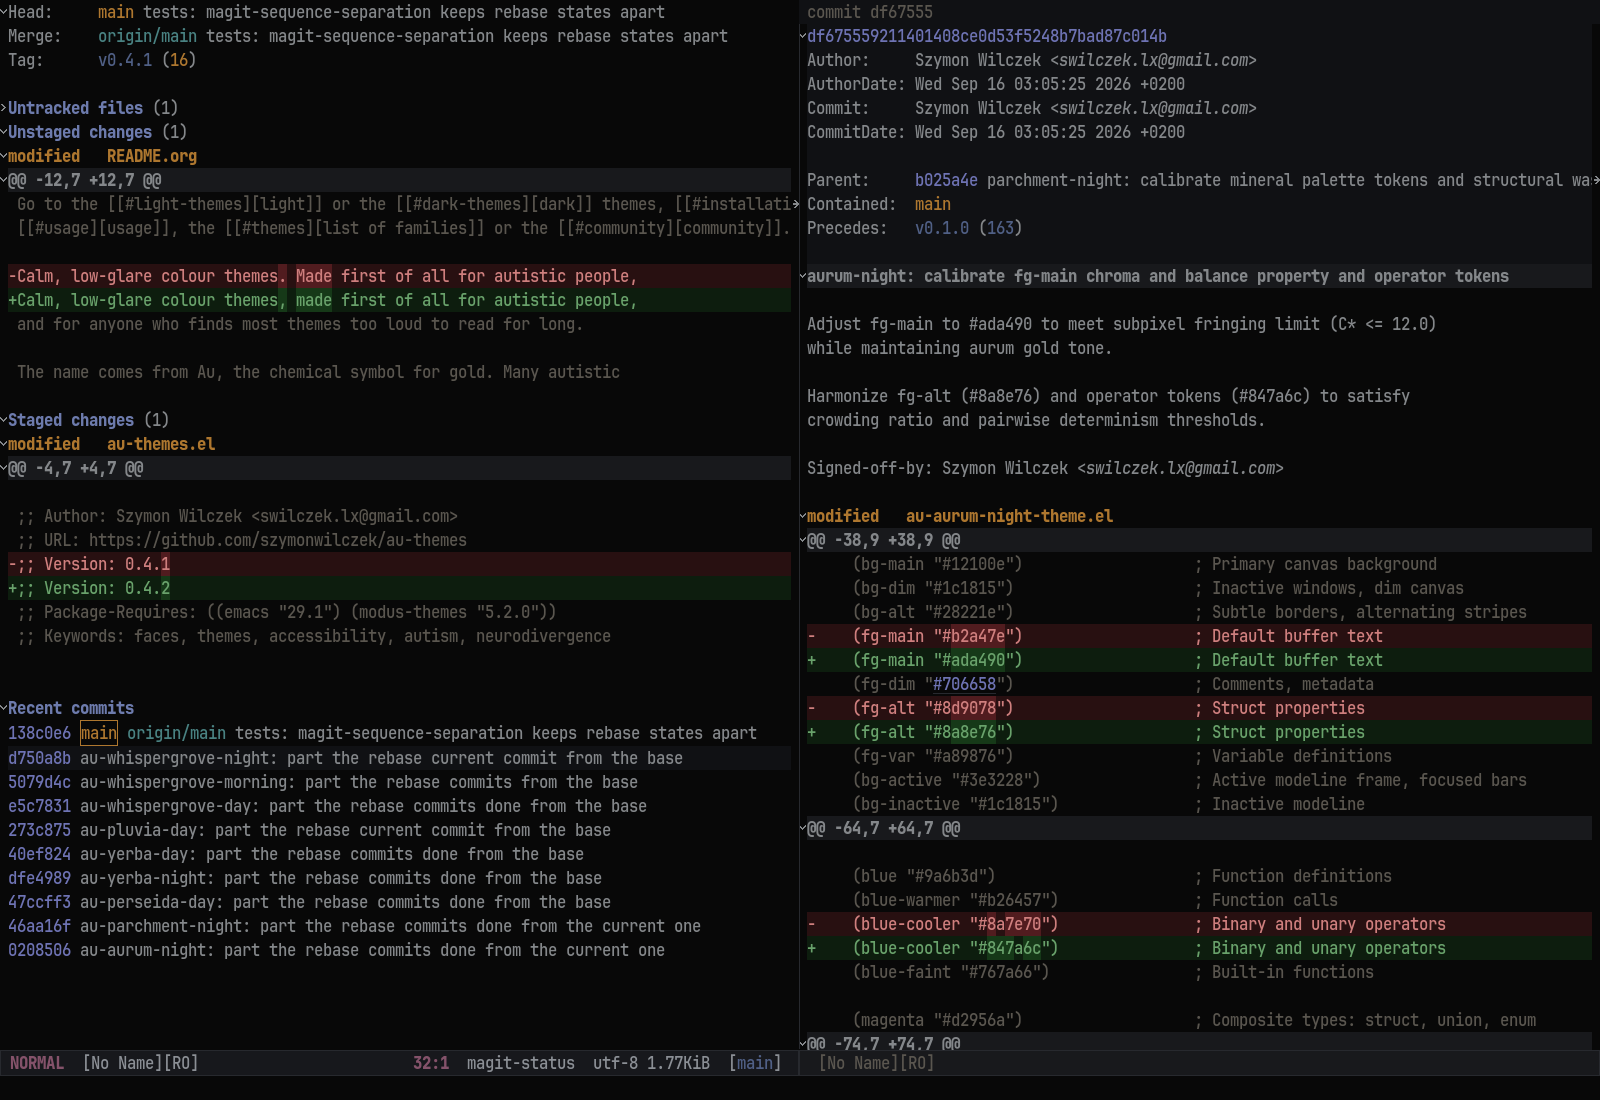 Head:     main tests: magit-sequence-separation keeps rebase states apart
Merge:    origin/main tests: magit-sequence-separation keeps rebase states apart
Tag:      v0.4.1 (16)
Untracked files (1)
Unstaged changes (1)
modified   README.org
@@ -12,7 +12,7 @@
 Go to the [[#light-themes][light]] or the [[#dark-themes][dark]] themes, [[#installati
 [[#usage][usage]], the [[#themes][list of families]] or the [[#community][community]].
-Calm, low-glare colour themes. Made first of all for autistic people,
+Calm, low-glare colour themes, made first of all for autistic people,
 and for anyone who finds most themes too loud to read for long.
 The name comes from Au, the chemical symbol for gold. Many autistic
Staged changes (1)
modified   au-themes.el
@@ -4,7 +4,7 @@
 ;; Author: Szymon Wilczek <swilczek.lx@gmail.com>
 ;; URL: https://github.com/szymonwilczek/au-themes
-;; Version: 0.4.1
+;; Version: 0.4.2
 ;; Package-Requires: ((emacs "29.1") (modus-themes "5.2.0"))
 ;; Keywords: faces, themes, accessibility, autism, neurodivergence
Recent commits
138c0e6 main origin/main tests: magit-sequence-separation keeps rebase states apart
d750a8b au-whispergrove-night: part the rebase current commit from the base
5079d4c au-whispergrove-morning: part the rebase commits from the base
e5c7831 au-whispergrove-day: part the rebase commits done from the base
273c875 au-pluvia-day: part the rebase current commit from the base
40ef824 au-yerba-day: part the rebase commits done from the base
dfe4989 au-yerba-night: part the rebase commits done from the base
47ccff3 au-perseida-day: part the rebase commits done from the base
46aa16f au-parchment-night: part the rebase commits done from the current one
0208506 au-aurum-night: part the rebase commits done from the current one
NORMAL  [No Name][RO]                        32:1  magit-status  utf-8 1.77KiB  [main]
commit df67555
df675559211401408ce0d53f5248b7bad87c014b
Author:     Szymon Wilczek <swilczek.lx@gmail.com>
AuthorDate: Wed Sep 16 03:05:25 2026 +0200
Commit:     Szymon Wilczek <swilczek.lx@gmail.com>
CommitDate: Wed Sep 16 03:05:25 2026 +0200
Parent:     b025a4e parchment-night: calibrate mineral palette tokens and structural wa
Contained:  main
Precedes:   v0.1.0 (163)
aurum-night: calibrate fg-main chroma and balance property and operator tokens
Adjust fg-main to #ada490 to meet subpixel fringing limit (C* <= 12.0)
while maintaining aurum gold tone.
Harmonize fg-alt (#8a8e76) and operator tokens (#847a6c) to satisfy
crowding ratio and pairwise determinism thresholds.
Signed-off-by: Szymon Wilczek <swilczek.lx@gmail.com>
modified   au-aurum-night-theme.el
@@ -38,9 +38,9 @@
     (bg-main "#12100e")                   ; Primary canvas background
     (bg-dim "#1c1815")                    ; Inactive windows, dim canvas
     (bg-alt "#28221e")                    ; Subtle borders, alternating stripes
-    (fg-main "#b2a47e")                   ; Default buffer text
+    (fg-main "#ada490")                   ; Default buffer text
     (fg-dim "#706658")                    ; Comments, metadata
-    (fg-alt "#8d9078")                    ; Struct properties
+    (fg-alt "#8a8e76")                    ; Struct properties
     (fg-var "#a89876")                    ; Variable definitions
     (bg-active "#3e3228")                 ; Active modeline frame, focused bars
     (bg-inactive "#1c1815")               ; Inactive modeline
@@ -64,7 +64,7 @@
     (blue "#9a6b3d")                      ; Function definitions
     (blue-warmer "#b26457")               ; Function calls
-    (blue-cooler "#8a7e70")               ; Binary and unary operators
+    (blue-cooler "#847a6c")               ; Binary and unary operators
     (blue-faint "#767a66")                ; Built-in functions
     (magenta "#d2956a")                   ; Composite types: struct, union, enum
@@ -74,7 +74,7 @@
[No Name][RO]